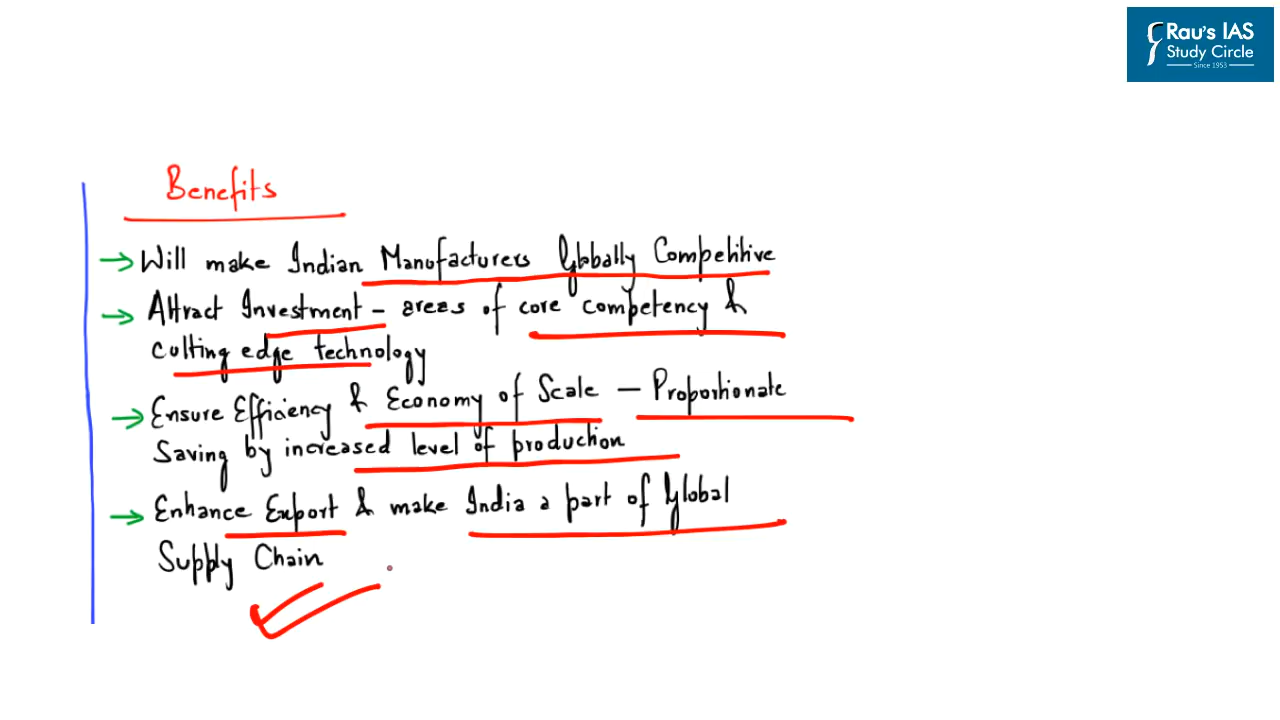 Rau's IAS
Study Circle
Since 1953
Benefits
→ Will make Indian Manufacturers Globally Competitive
→ Attract Investment - areas of core competency &
cutting edge technology
→ Ensure Efficiency & Economy of Scale - Proportionate
Saving by increased level of production
→ Enhance Export & make India a part of Global
Supply Chain